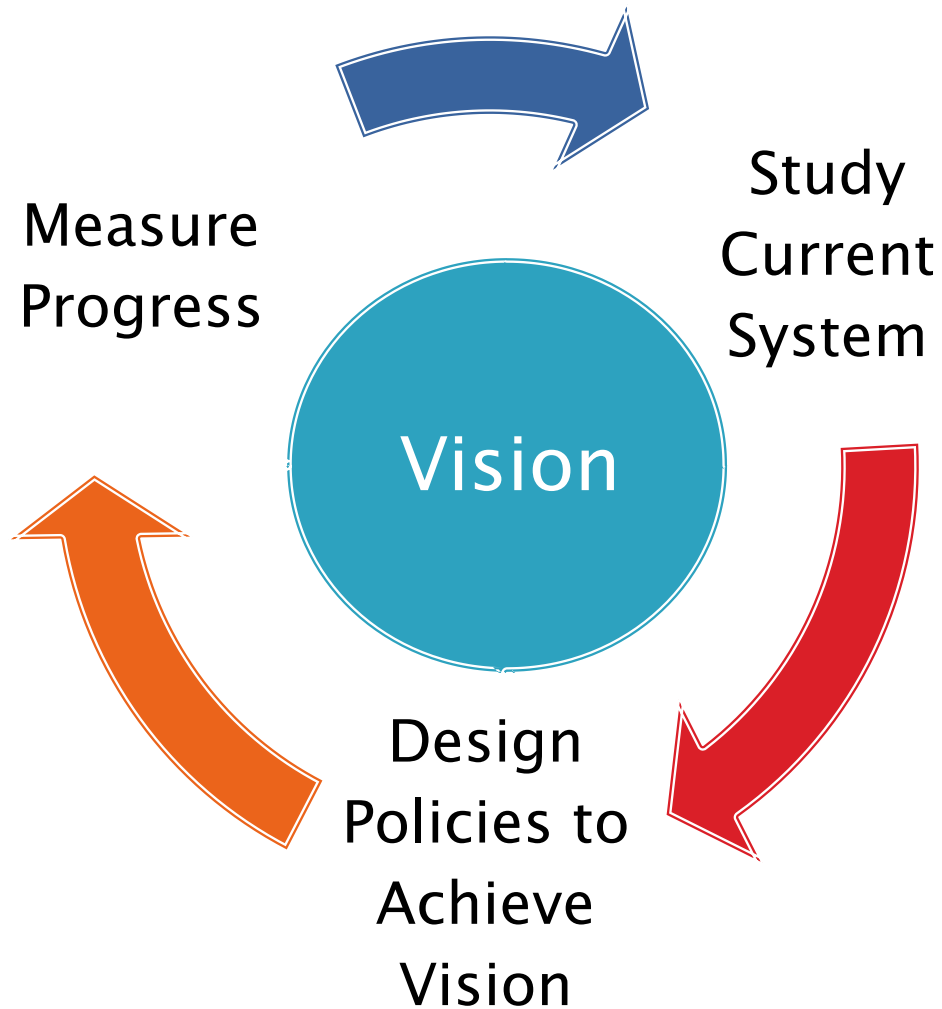 Study
Current
System
Measure
Progress
Vision
Design
Policies to
Achieve
Vision